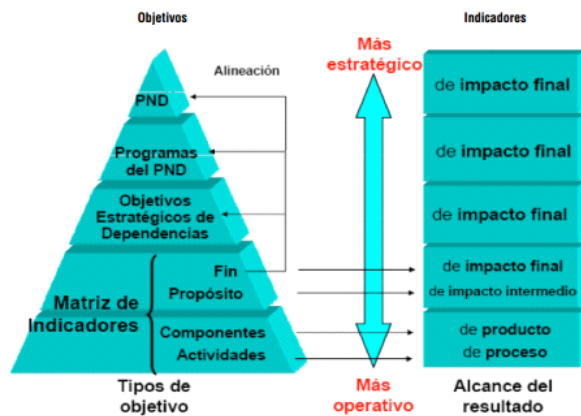 Objetivos
Indicadores
Alineación
PND
Programas
del PND
Objetivos
Estratégicos de
Dependencias
Matriz de
Indicadores
Fin
Propósito
Componentes
Actividades
Tipos de
objetivo
Más
estratégico
Más
operativo
de impacto final
de impacto final
de impacto final
de impacto final
de impacto intermedio
de producto
de proceso
Alcance del
resultado